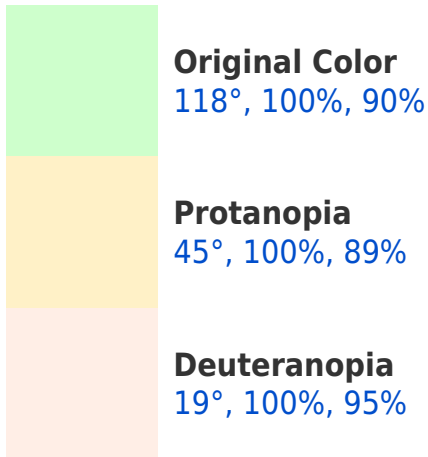 Original Color
118°, 100%, 90%
Protanopia
45°, 100%, 89%
Deuteranopia
19°, 100%, 95%